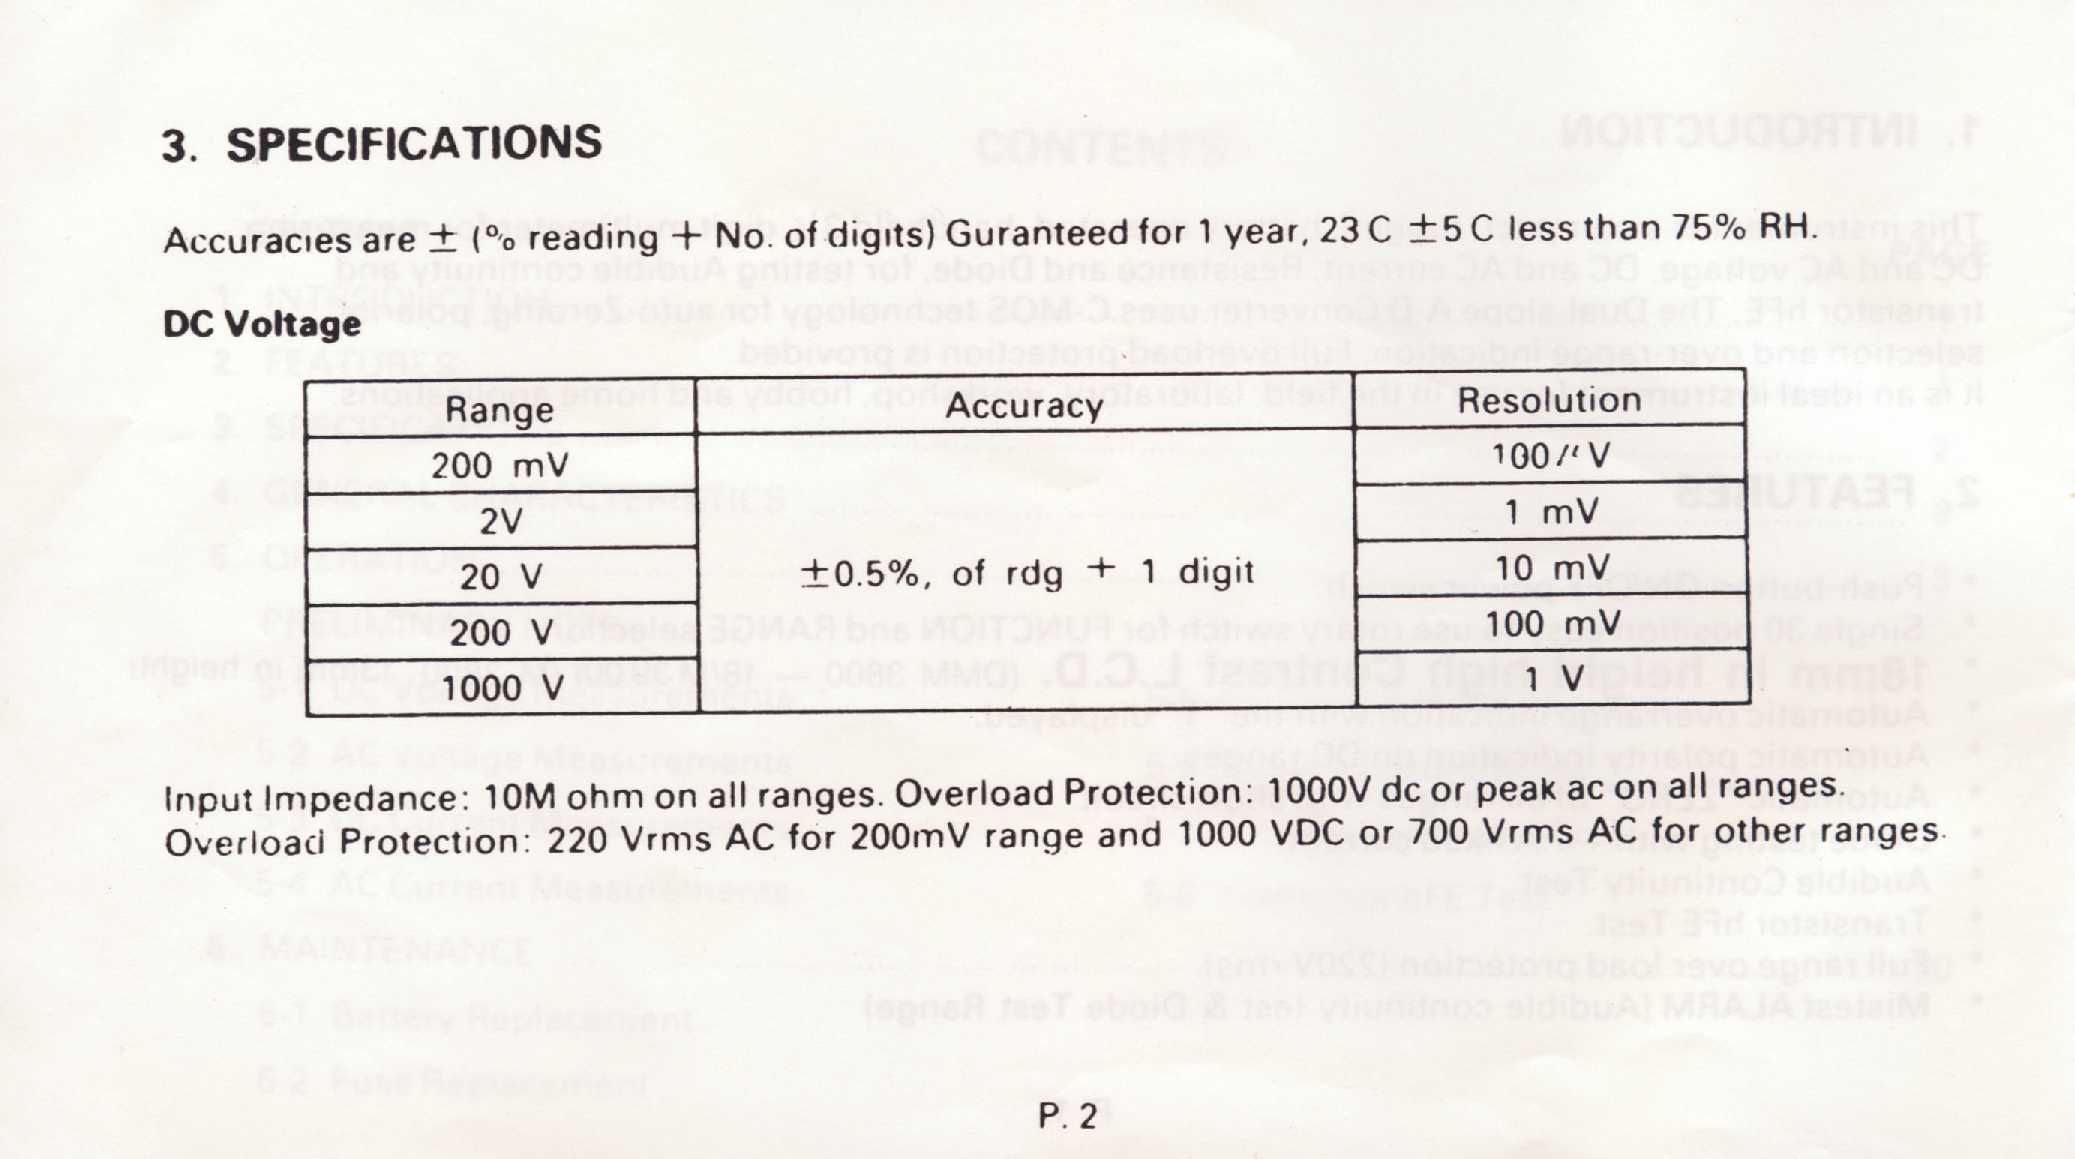 3. SPECIFICATIONS
Accuracies are ± (% reading + No. of digits) Guranteed for 1 year, 23 C ±5 C less than 75% RH.
DC Voltage
Range Accuracy Resolution
200 mV 100 μV
2V 1 mV
20 V ±0.5%, of rdg + 1 digit 10 mV
200 V 100 mV
1000 V 1 V
Input Impedance: 10M ohm on all ranges. Overload Protection: 1000V dc or peak ac on all ranges.
Overload Protection: 220 Vrms AC for 200mV range and 1000 VDC or 700 Vrms AC for other ranges.
P. 2